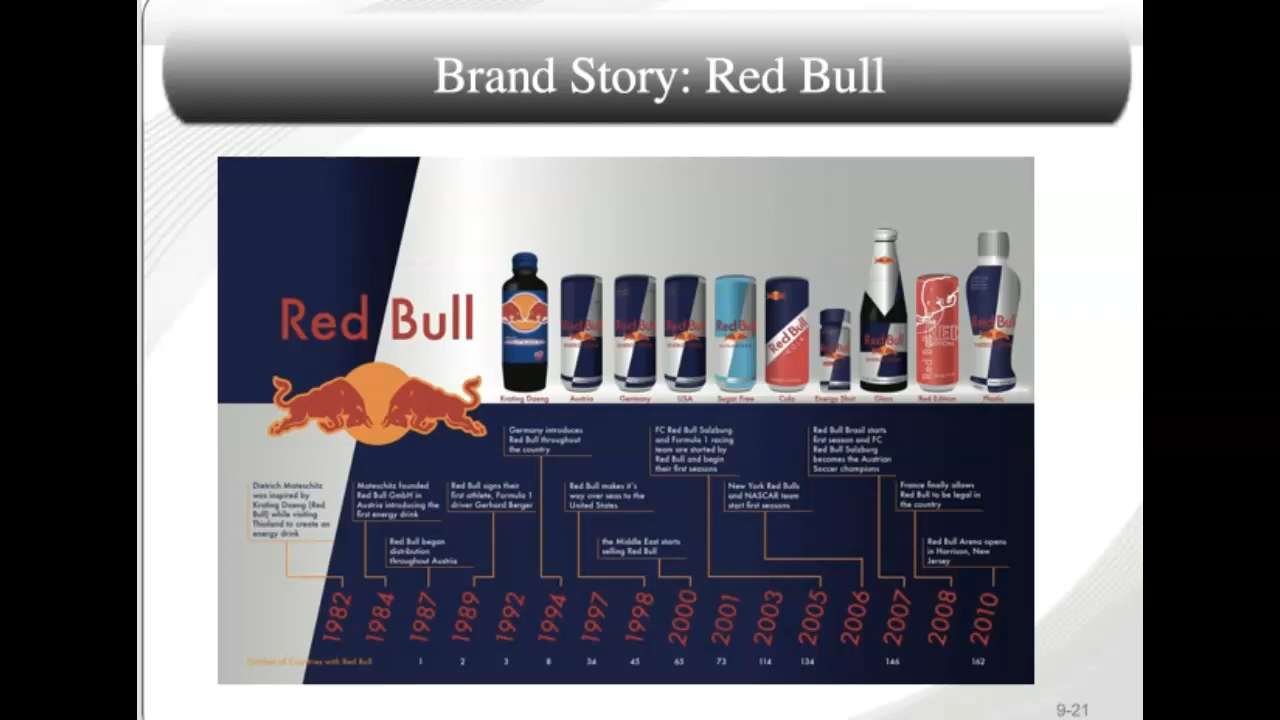 Brand Story: Red Bull
Red Bull
Krating Daeng
Austria
Germany
USA
Sugar Free
Cola
Energy Shot
Glass
Red Edition
Plastic
Germany introduces
Red Bull throughout
the country
FC Red Bull Salzburg
and Formula 1 racing
team are started by
Red Bull and begin
their first seasons
Red Bull Brasil starts
first season and FC
Red Bull Salzburg
becomes the Austrian
Soccer champions
Dietrich Mateschitz
was inspired by
Krating Daeng (Red
Bull) while visiting
Thailand to create an
energy drink
Mateschitz founded
Red Bull GmbH in
Austria introducing the
first energy drink
Red Bull signs their
first athlete, Formula 1
driver Gerhard Berger
Red Bull makes it's
way over seas to the
United States
New York Red Bulls
and NASCAR team
start first seasons
France finally allows
Red Bull to be legal in
the country
Red Bull began
distribution
throughout Austria
the Middle East starts
selling Red Bull
Red Bull Arena opens
in Harrison, New
Jersey
1982 1984 1987 1989 1992 1994 1997 1998 2000 2001 2003 2005 2006 2007 2008 2010
Number of Countries with Red Bull 1 2 3 8 34 45 65 73 114 134 146 162
9-21